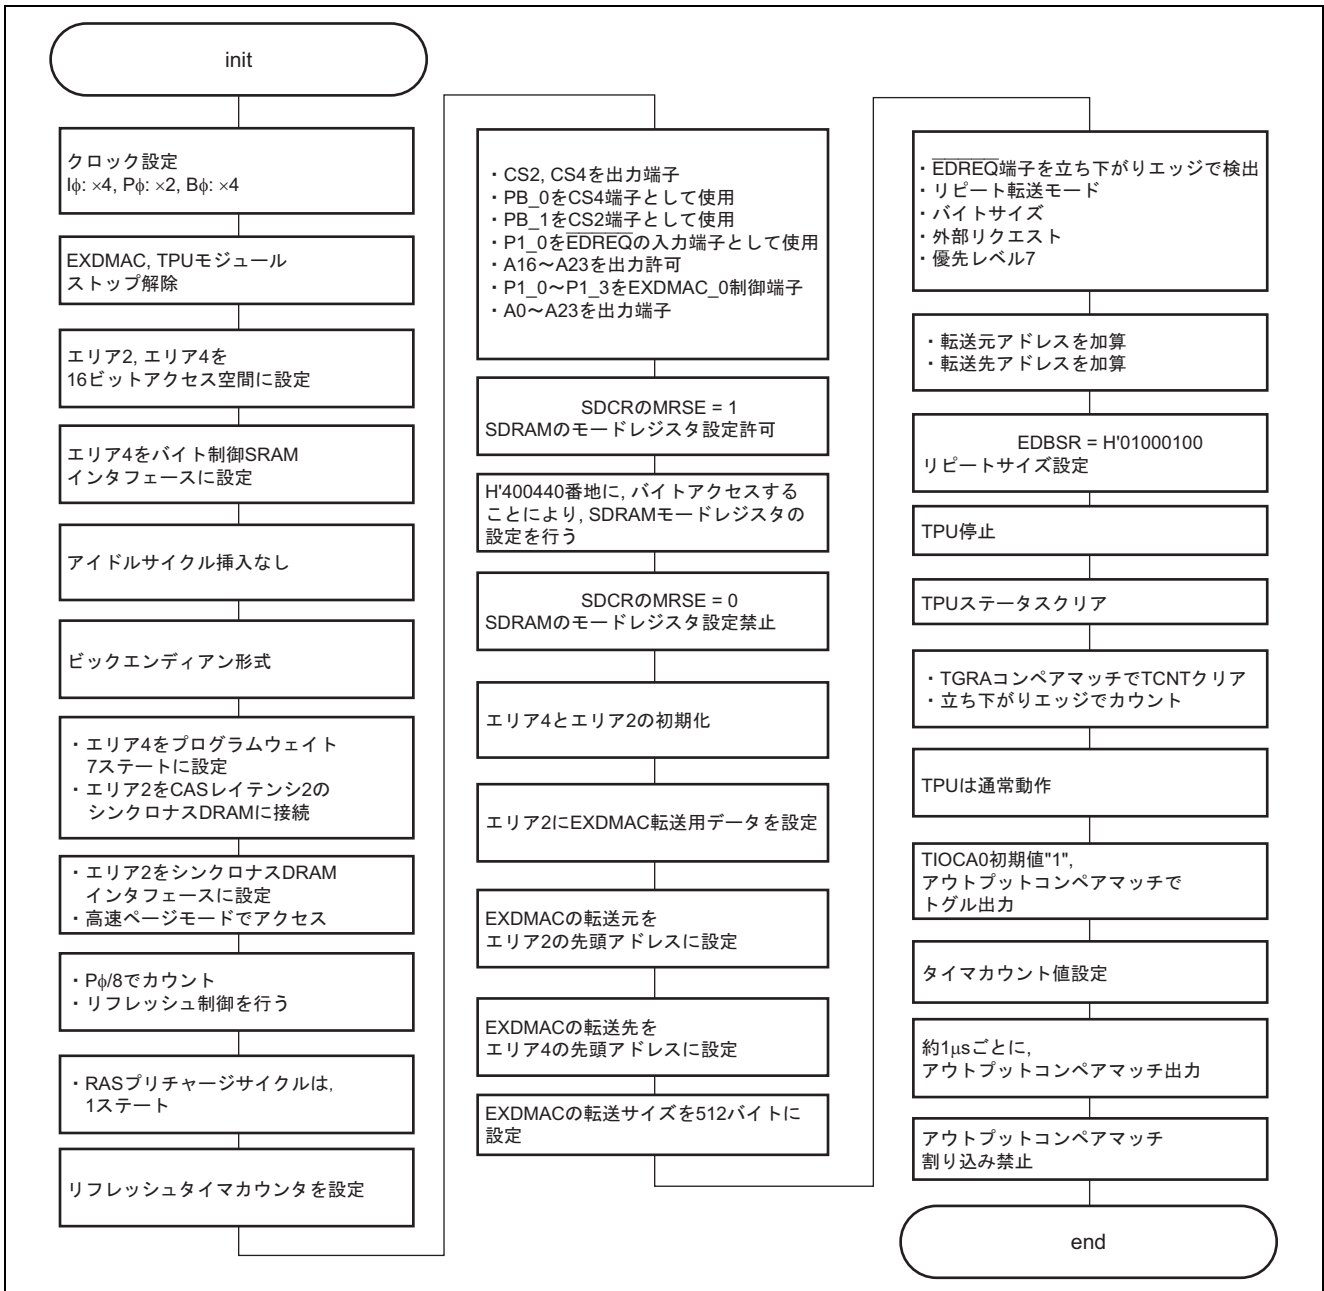 init
クロック設定
Iϕ: ×4, Pϕ: ×2, Bϕ: ×4
EXDMAC, TPUモジュール
ストップ解除
エリア2, エリア4を
16ビットアクセス空間に設定
エリア4をバイト制御SRAM
インタフェースに設定
アイドルサイクル挿入なし
ビックエンディアン形式
・エリア4をプログラムウェイト
7ステートに設定
・エリア2をCASレイテンシ2の
シンクロナスDRAMに接続
・エリア2をシンクロナスDRAM
インタフェースに設定
・高速ページモードでアクセス
・Pϕ/8でカウント
・リフレッシュ制御を行う
・RASプリチャージサイクルは,
1ステート
リフレッシュタイマカウンタを設定
・CS2, CS4を出力端子
・PB_0をCS4端子として使用
・PB_1をCS2端子として使用
・P1_0をEDREQの入力端子として使用
・A16～A23を出力許可
・P1_0～P1_3をEXDMAC_0制御端子
・A0～A23を出力端子
SDCRのMRSE = 1
SDRAMのモードレジスタ設定許可
H'400440番地に, バイトアクセスする
ことにより, SDRAMモードレジスタの
設定を行う
SDCRのMRSE = 0
SDRAMのモードレジスタ設定禁止
エリア4とエリア2の初期化
エリア2にEXDMAC転送用データを設定
EXDMACの転送元を
エリア2の先頭アドレスに設定
EXDMACの転送先を
エリア4の先頭アドレスに設定
EXDMACの転送サイズを512バイトに
設定
・EDREQ端子を立ち下がりエッジで検出
・リピート転送モード
・バイトサイズ
・外部リクエスト
・優先レベル7
・転送元アドレスを加算
・転送先アドレスを加算
EDBSR = H'01000100
リピートサイズ設定
TPU停止
TPUステータスクリア
・TGRAコンペアマッチでTCNTクリア
・立ち下がりエッジでカウント
TPUは通常動作
TIOCA0初期値"1",
アウトプットコンペアマッチで
トグル出力
タイマカウント値設定
約1μsごとに,
アウトプットコンペアマッチ出力
アウトプットコンペアマッチ
割り込み禁止
end